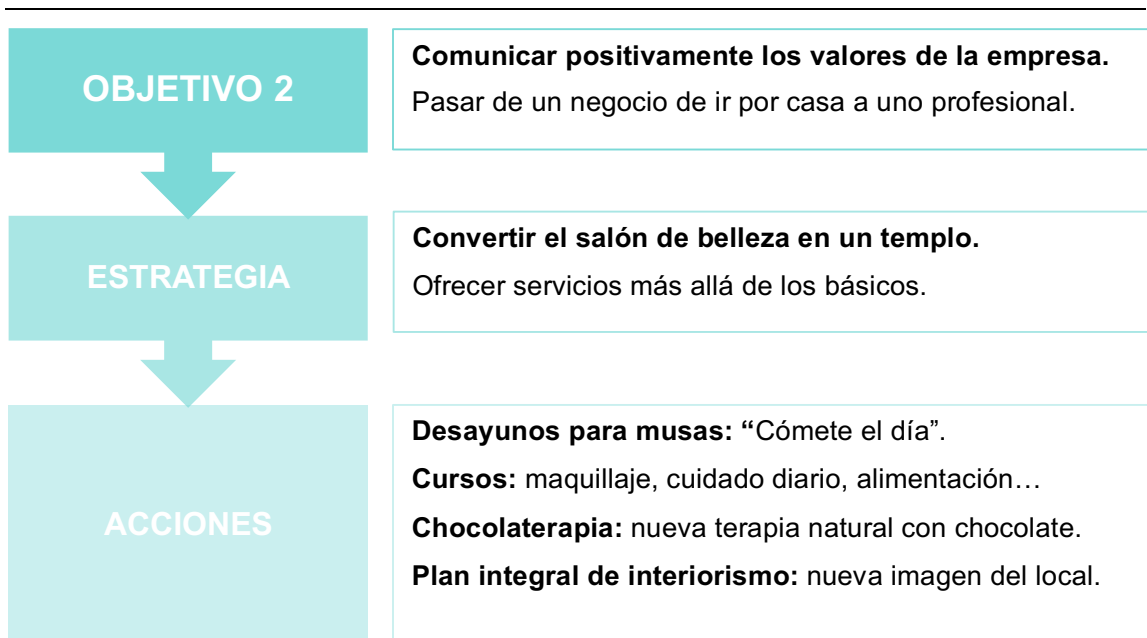 OBJETIVO 2
Comunicar positivamente los valores de la empresa.
Pasar de un negocio de ir por casa a uno profesional.
ESTRATEGIA
Convertir el salón de belleza en un templo.
Ofrecer servicios más allá de los básicos.
ACCIONES
Desayunos para musas: “Cómete el día”.
Cursos: maquillaje, cuidado diario, alimentación…
Chocolaterapia: nueva terapia natural con chocolate.
Plan integral de interiorismo: nueva imagen del local.